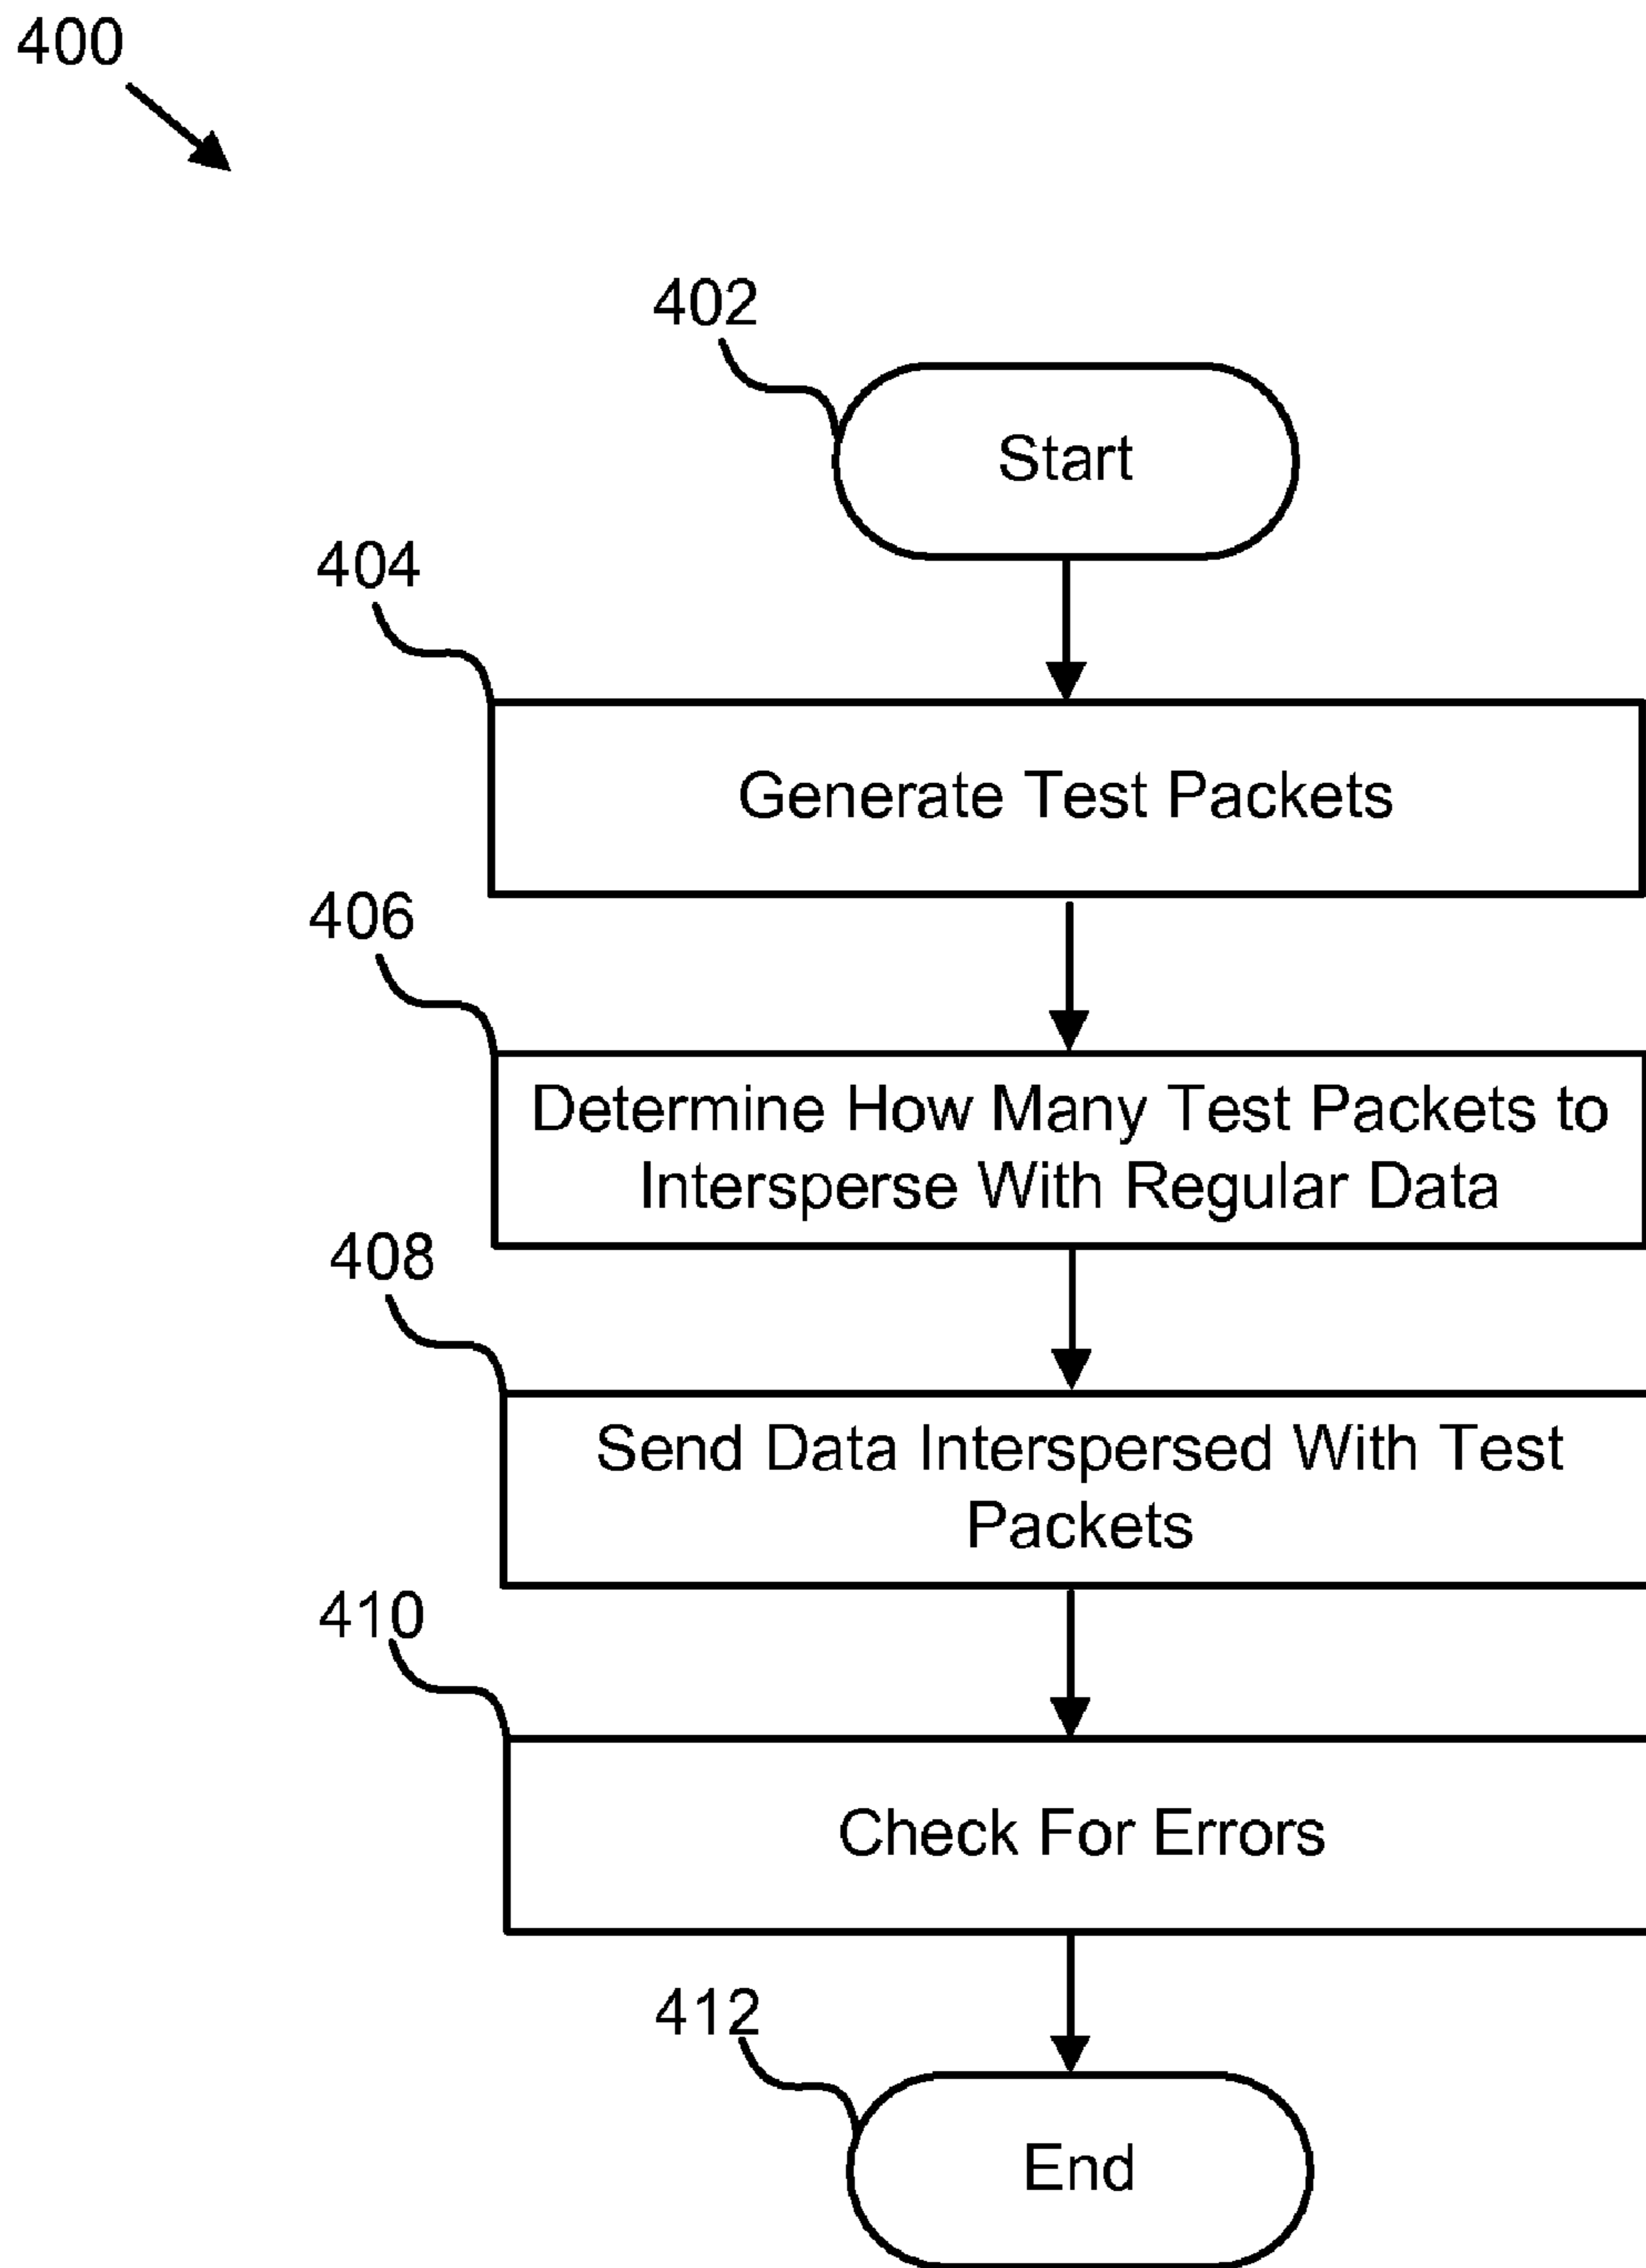 400
402
Start
404
Generate Test Packets
406
Determine How Many Test Packets to
Intersperse With Regular Data
408
Send Data Interspersed With Test
Packets
410
Check For Errors
412
End